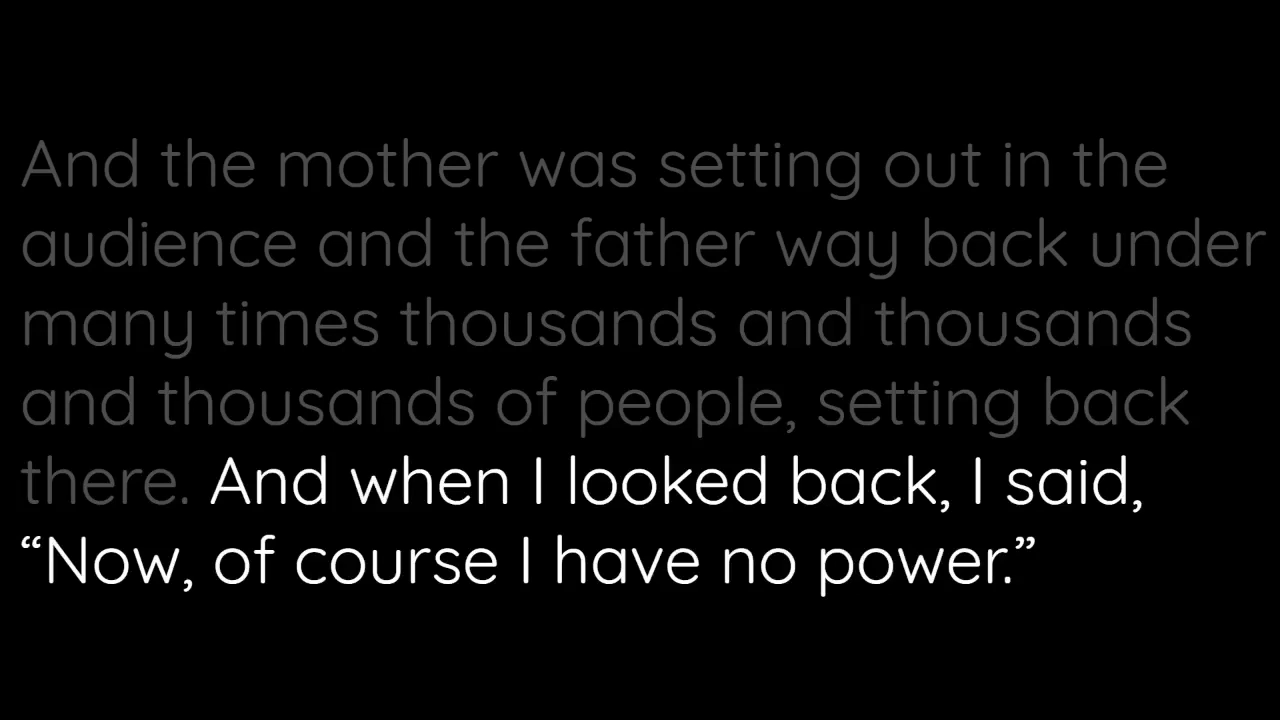 And the mother was setting out in the
audience and the father way back under
many times thousands and thousands
and thousands of people, setting back
there. And when I looked back, I said,
“Now, of course I have no power.”